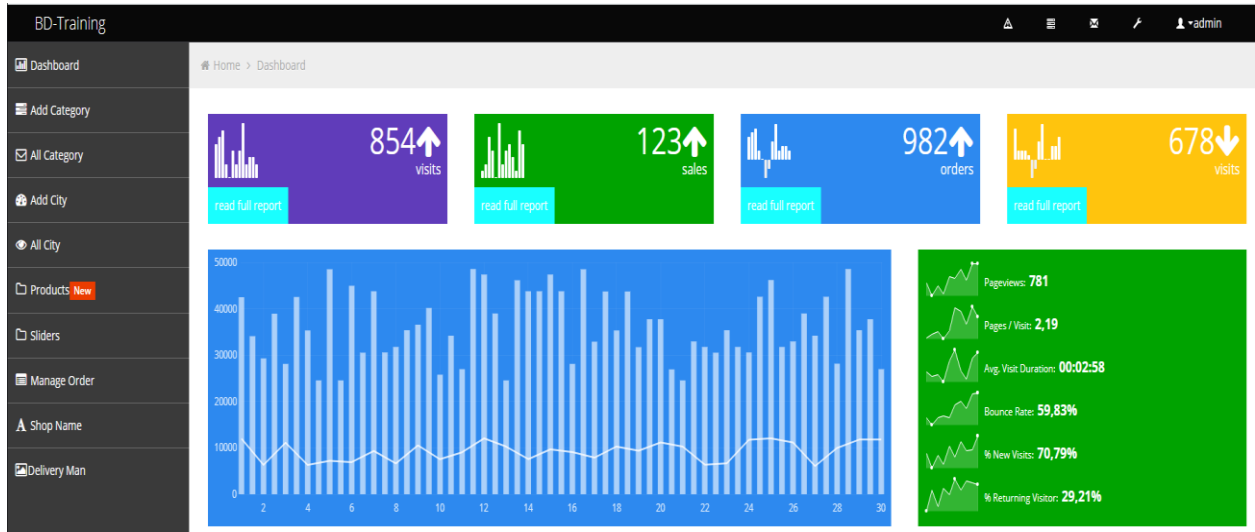 BD-Training
admin
Dashboard
Add Category
All Category
Add City
All City
Products New
Sliders
Manage Order
Shop Name
Delivery Man
Home > Dashboard
854
visits
read full report
123
sales
read full report
982
orders
read full report
678
visits
read full report
50000
40000
30000
20000
10000
0
2 4 6 8 10 12 14 16 18 20 22 24 26 28 30
Pageviews: 781
Pages / Visit: 2,19
Avg. Visit Duration: 00:02:58
Bounce Rate: 59,83%
% New Visits: 70,79%
% Returning Visitor: 29,21%